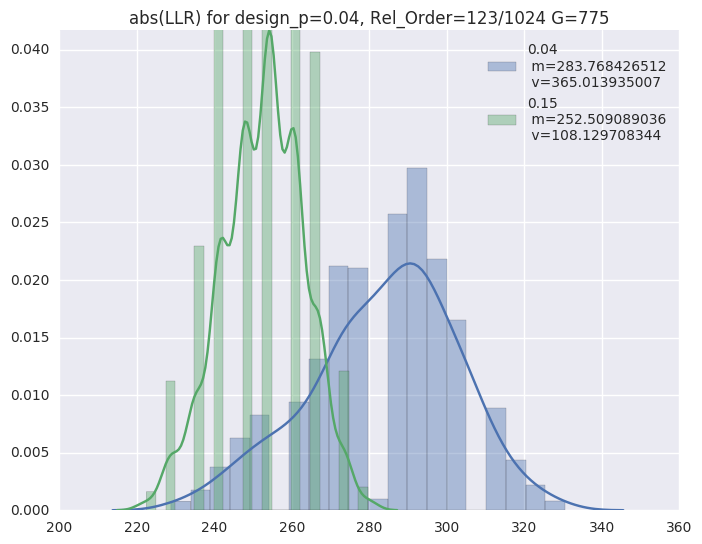 abs(LLR) for design_p=0.04, Rel_Order=123/1024 G=775
0.040
0.035
0.030
0.025
0.020
0.015
0.010
0.005
0.000
200 220 240 260 280 300 320 340 360
0.04
m=283.768426512
v=365.013935007
0.15
m=252.509089036
v=108.129708344